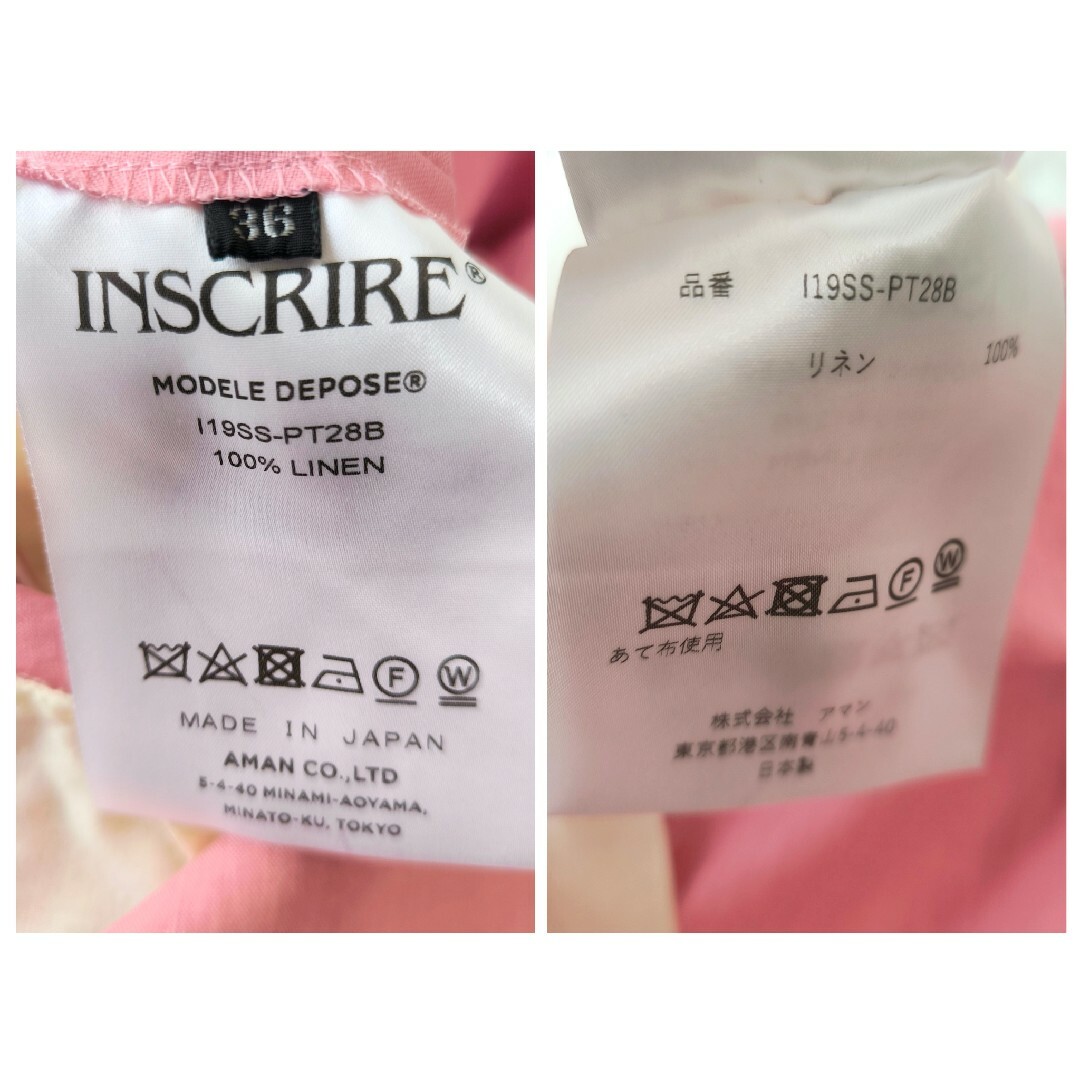 36
INSCRIRE®
MODELE DEPOSE®
I19SS-PT28B
100% LINEN
F W
MADE IN JAPAN
AMAN CO.,LTD
5-4-40 MINAMI-AOYAMA,
MINATO-KU, TOKYO
品番 I19SS-PT28B
リネン 100%
F W
あて布使用
株式会社 アマン
東京都港区南青山5-4-40
日本製